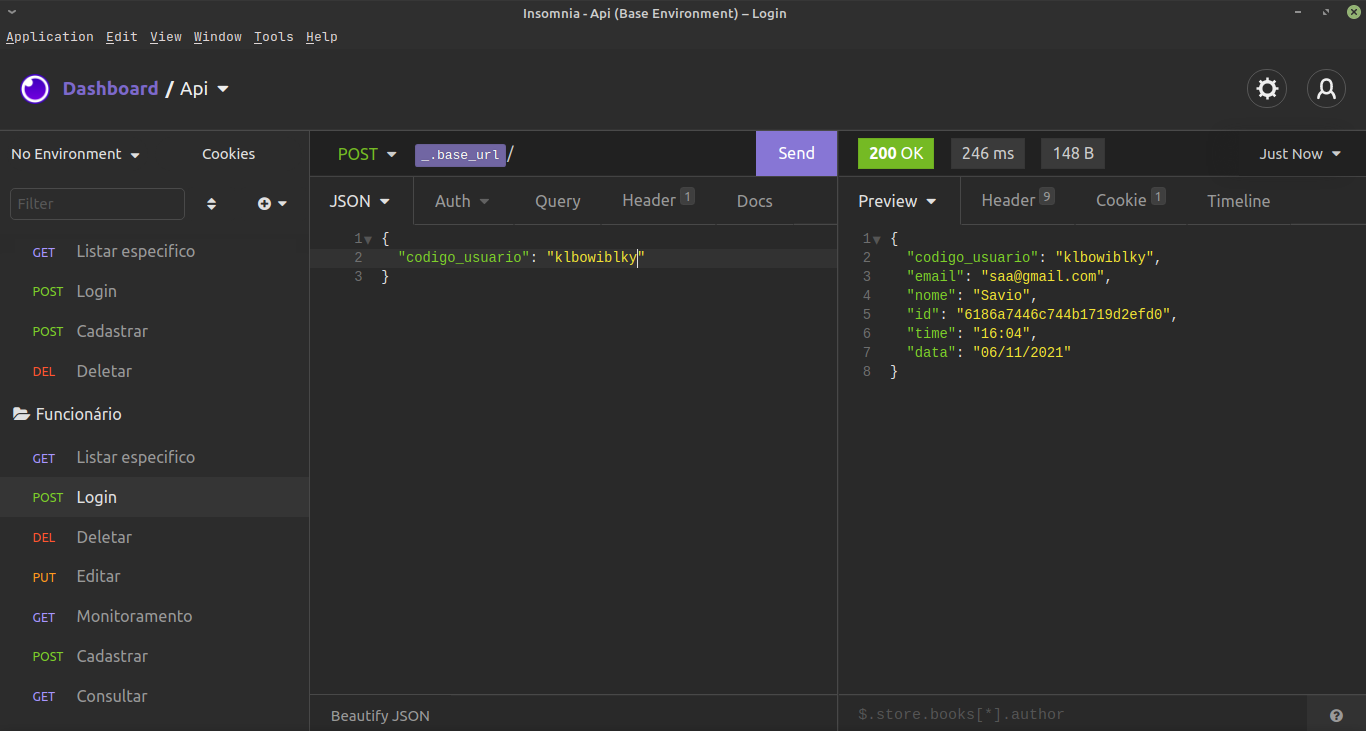 Insomnia - Api (Base Environment) – Login
Application Edit View Window Tools Help
Dashboard / Api
No Environment Cookies
Filter
GET Listar especifico
POST Login
POST Cadastrar
DEL Deletar
Funcionário
GET Listar especifico
POST Login
DEL Deletar
PUT Editar
GET Monitoramento
POST Cadastrar
GET Consultar
POST _.base_url / Send
JSON Auth Query Header 1 Docs
1 {
2 "codigo_usuario": "klbowiblky"
3 }
Beautify JSON
200 OK 246 ms 148 B Just Now
Preview Header 9 Cookie 1 Timeline
1 {
2 "codigo_usuario": "klbowiblky",
3 "email": "saa@gmail.com",
4 "nome": "Savio",
5 "id": "6186a7446c744b1719d2efd0",
6 "time": "16:04",
7 "data": "06/11/2021"
8 }
$.store.books[*].author